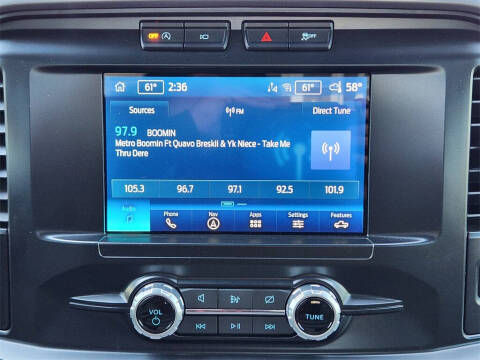 OFF OFF
61° 2:36 61° 58°
Sources FM Direct Tune
97.9 BOOMIN
Metro Boomin Ft Quavo Breskii & Yk Niece - Take Me
Thru Dere
105.3 96.7 97.1 92.5 101.9
Audio Phone Nav Apps Settings Features
VOL TUNE